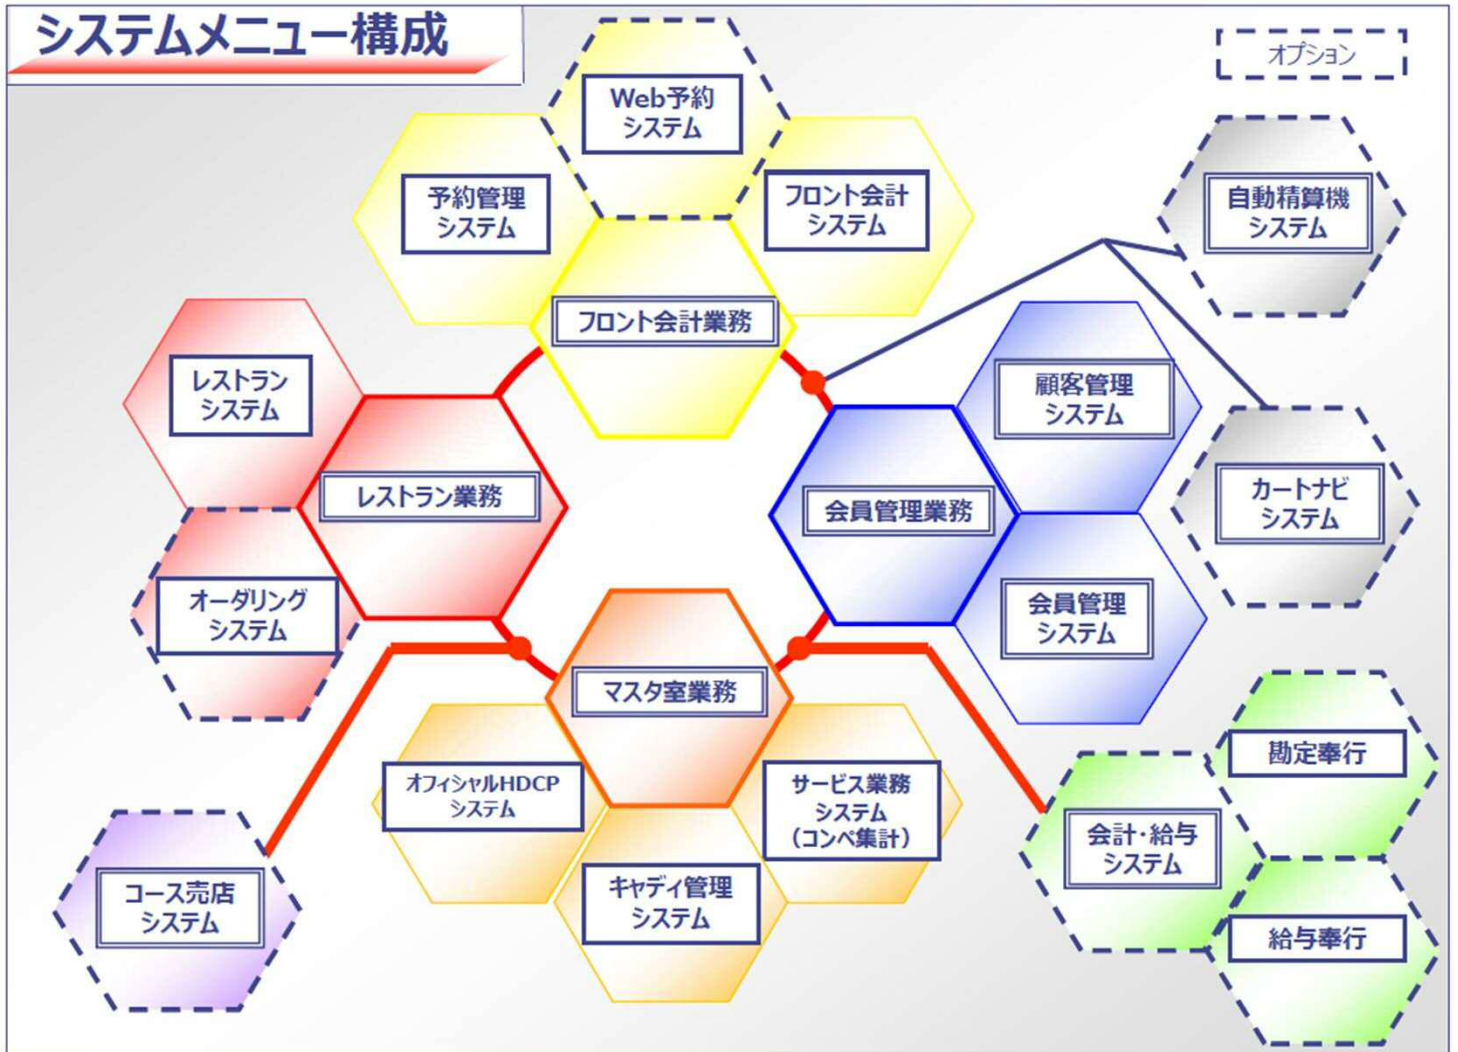 システムメニュー構成
オプション
Web予約
システム
予約管理
システム
フロント会計
システム
自動精算機
システム
フロント会計業務
レストラン
システム
顧客管理
システム
レストラン業務
会員管理業務
カートナビ
システム
オーダリング
システム
会員管理
システム
マスタ室業務
オフィシャルHDCP
システム
サービス業務
システム
（コンペ集計）
勘定奉行
会計・給与
システム
コース売店
システム
キャディ管理
システム
給与奉行